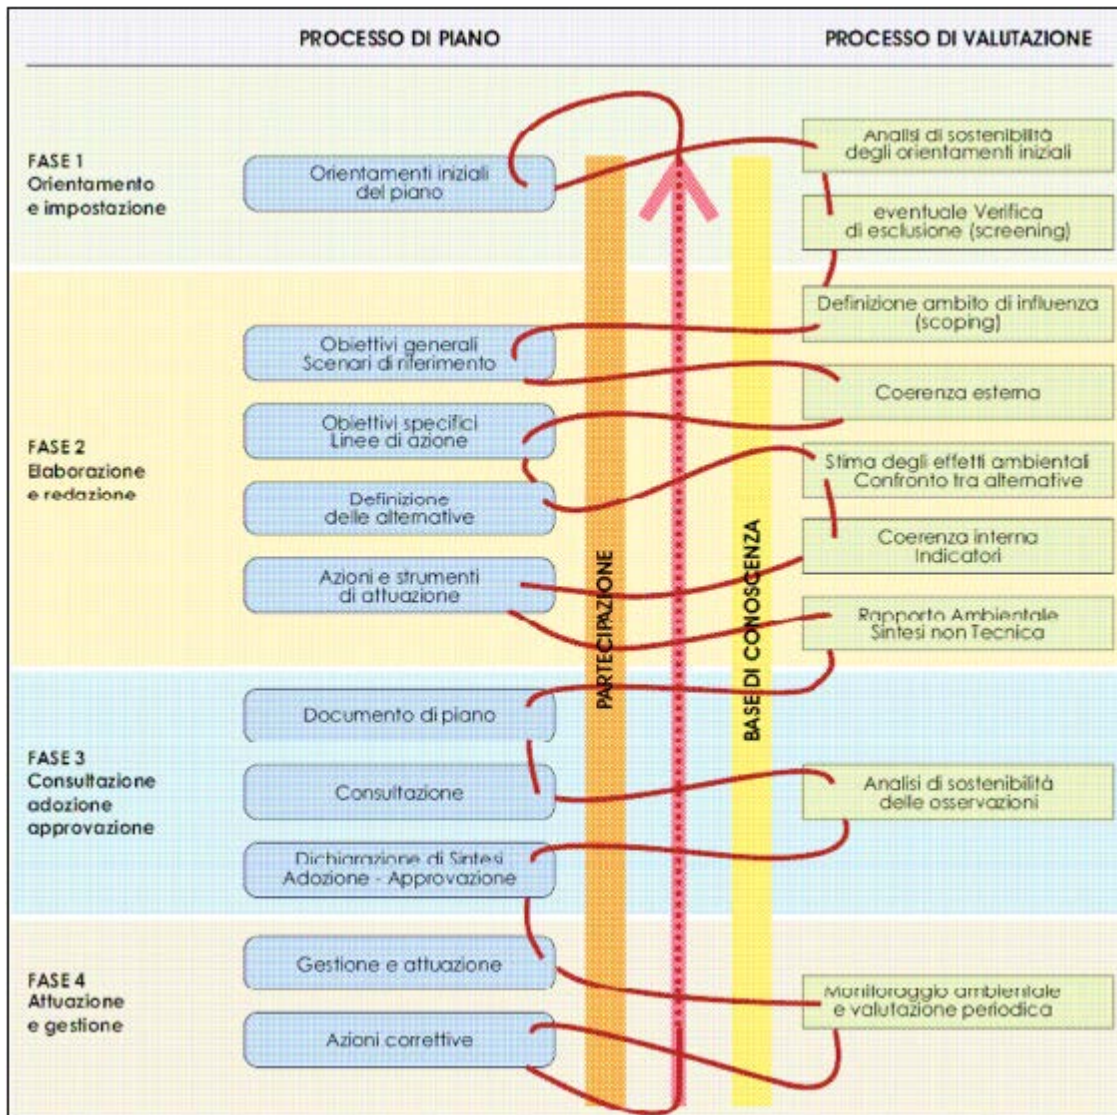 PROCESSO DI PIANO
PROCESSO DI VALUTAZIONE
FASE 1
Orientamento
e impostazione
Orientamenti iniziali
del piano
Analisi di sostenibilità
degli orientamenti iniziali
eventuale Verifica
di esclusione (screening)
FASE 2
Elaborazione
e redazione
Obiettivi generali
Scenari di riferimento
Obiettivi specifici
Linee di azione
Definizione
delle alternative
Azioni e strumenti
di attuazione
Definizione ambito di influenza
(scoping)
Coerenza esterna
Stima degli effetti ambientali
Confronto tra alternative
Coerenza interna
Indicatori
Rapporto Ambientale
Sintesi non Tecnica
PARTECIPAZIONE
BASE DI CONOSCENZA
FASE 3
Consultazione
adozione
approvazione
Documento di piano
Consultazione
Dichiarazione di Sintesi
Adozione - Approvazione
Analisi di sostenibilità
delle osservazioni
FASE 4
Attuazione
e gestione
Gestione e attuazione
Azioni correttive
Monitoraggio ambientale
e valutazione periodica